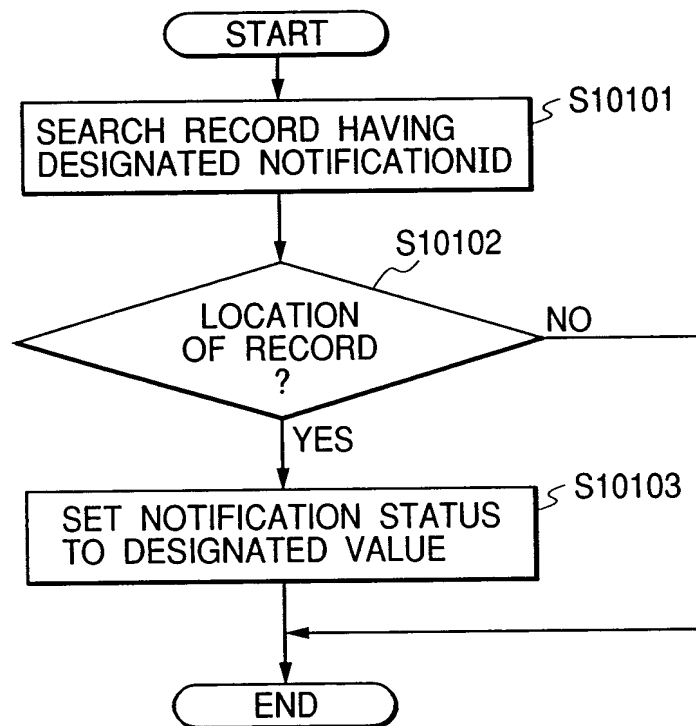 START
S10101
SEARCH RECORD HAVING
DESIGNATED NOTIFICATIONID
S10102
LOCATION
OF RECORD
?
NO
YES
S10103
SET NOTIFICATION STATUS
TO DESIGNATED VALUE
END